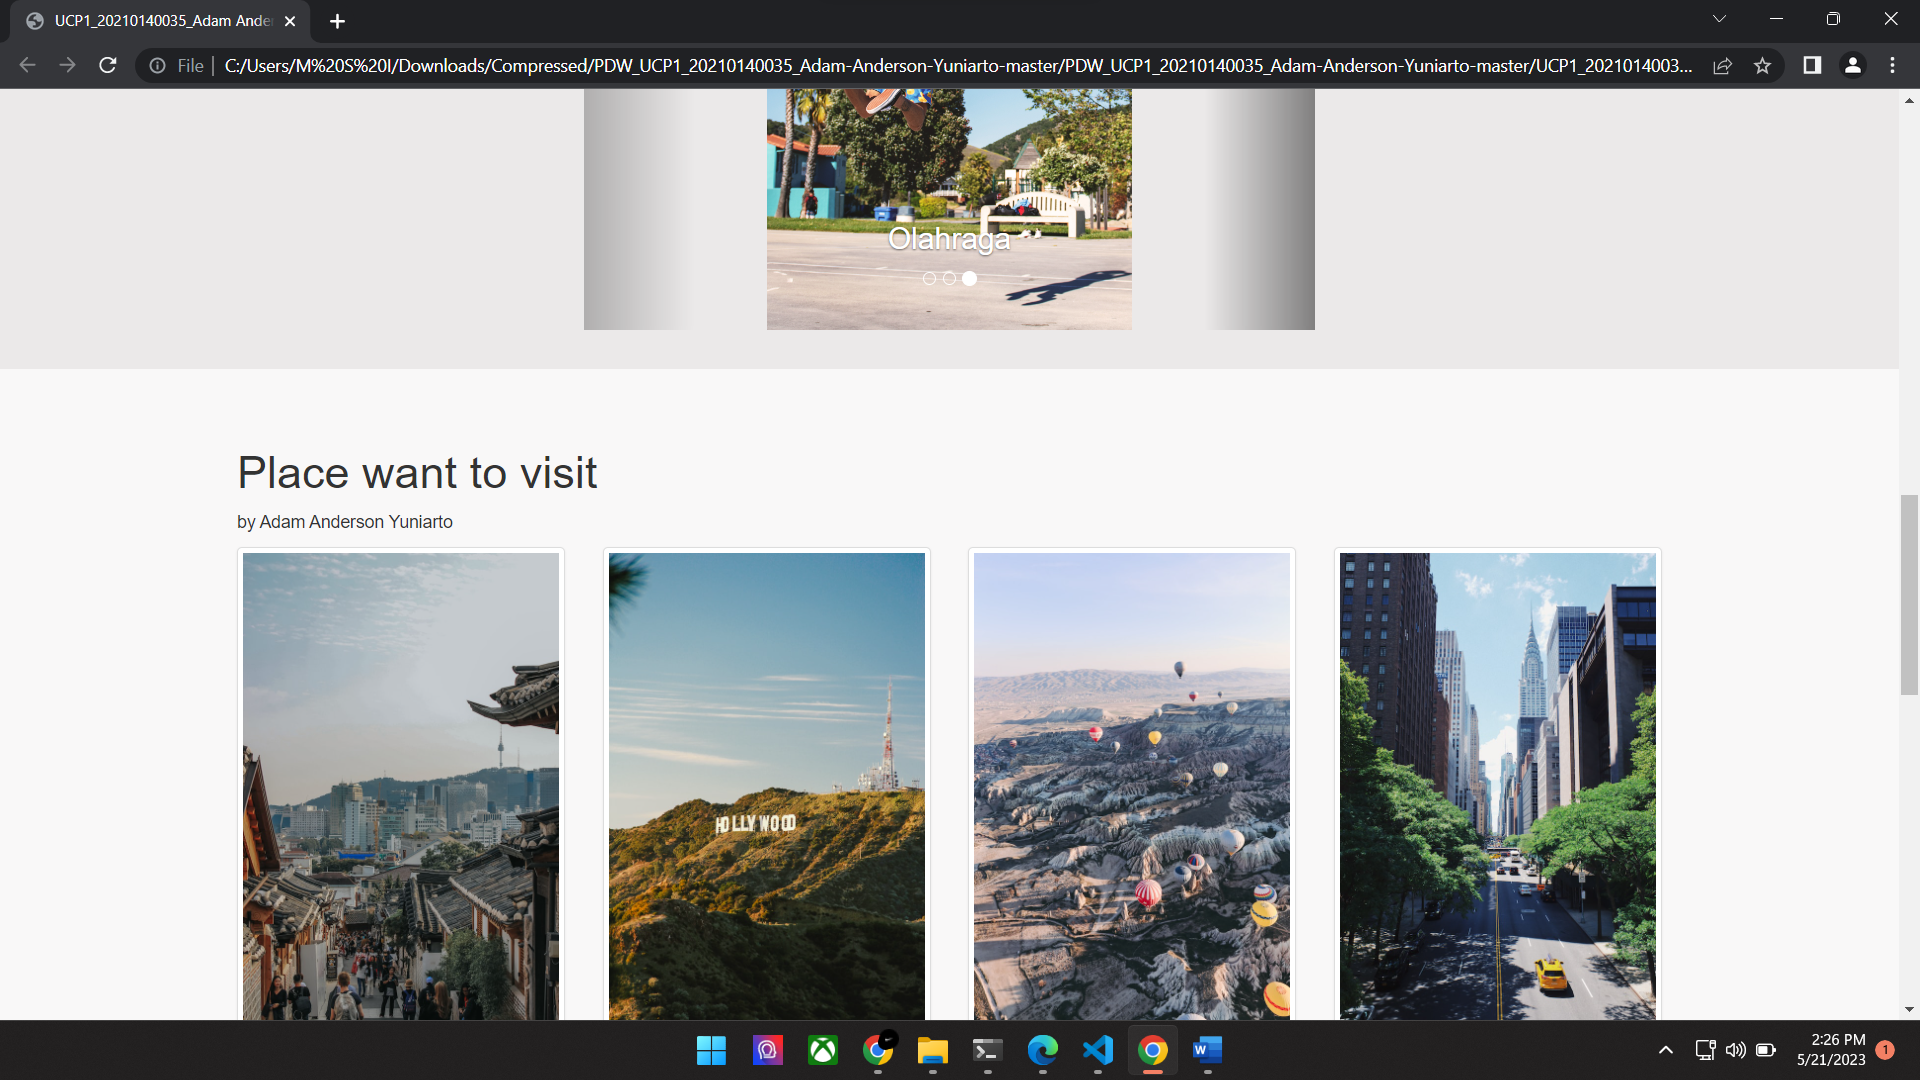 UCP1_20210140035_Adam Ande
File
C:/Users/M%20S%20I/Downloads/Compressed/PDW_UCP1_20210140035_Adam-Anderson-Yuniarto-master/PDW_UCP1_20210140035_Adam-Anderson-Yuniarto-master/UCP1_2021014003...
Olahraga
Place want to visit
by Adam Anderson Yuniarto
HOLLYWOOD
W
2:26 PM
5/21/2023
1